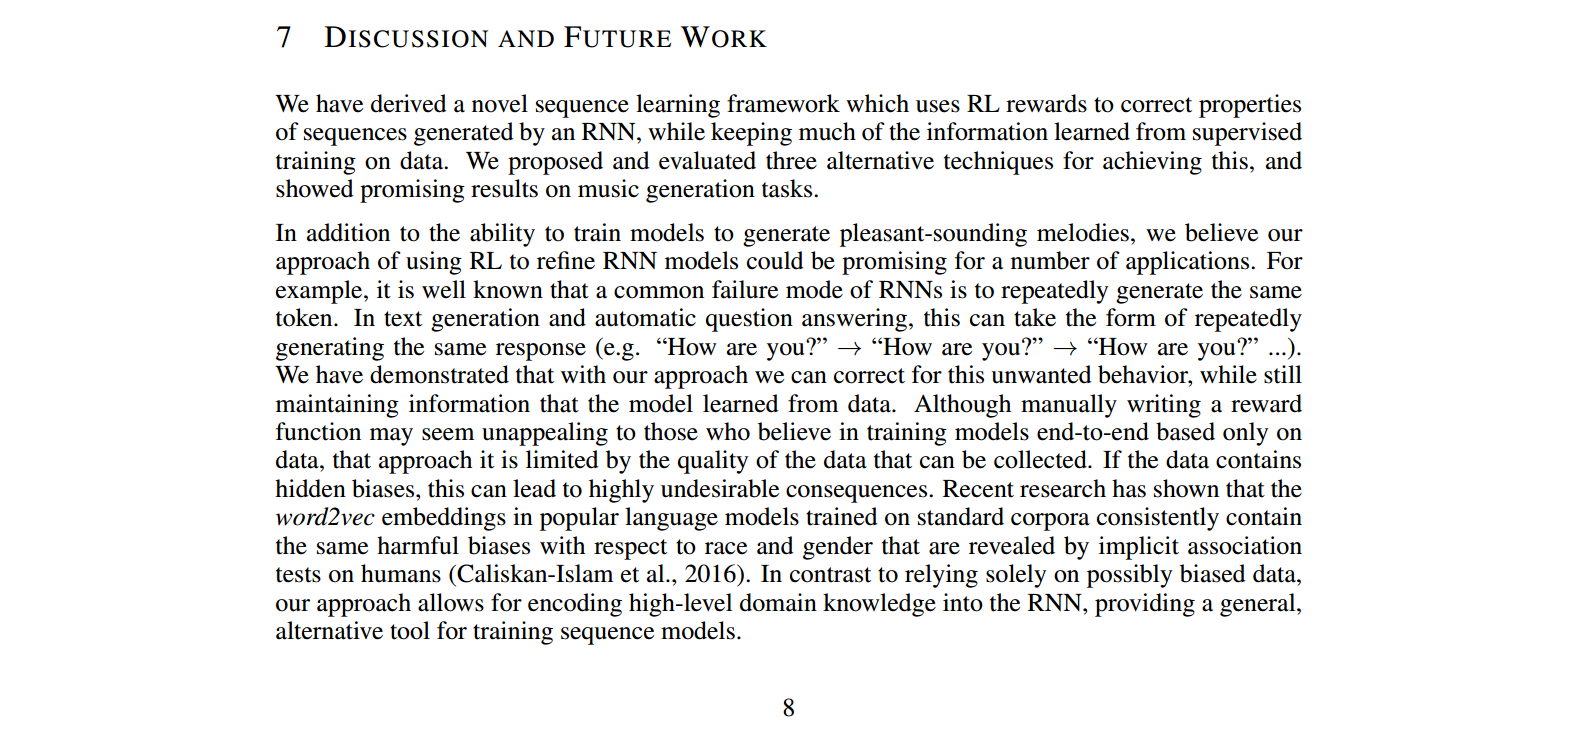 7 DISCUSSION AND FUTURE WORK
We have derived a novel sequence learning framework which uses RL rewards to correct properties
of sequences generated by an RNN, while keeping much of the information learned from supervised
training on data. We proposed and evaluated three alternative techniques for achieving this, and
showed promising results on music generation tasks.
In addition to the ability to train models to generate pleasant-sounding melodies, we believe our
approach of using RL to refine RNN models could be promising for a number of applications. For
example, it is well known that a common failure mode of RNNs is to repeatedly generate the same
token. In text generation and automatic question answering, this can take the form of repeatedly
generating the same response (e.g. “How are you?” → “How are you?” → “How are you?” ...).
We have demonstrated that with our approach we can correct for this unwanted behavior, while still
maintaining information that the model learned from data. Although manually writing a reward
function may seem unappealing to those who believe in training models end-to-end based only on
data, that approach it is limited by the quality of the data that can be collected. If the data contains
hidden biases, this can lead to highly undesirable consequences. Recent research has shown that the
word2vec embeddings in popular language models trained on standard corpora consistently contain
the same harmful biases with respect to race and gender that are revealed by implicit association
tests on humans (Caliskan-Islam et al., 2016). In contrast to relying solely on possibly biased data,
our approach allows for encoding high-level domain knowledge into the RNN, providing a general,
alternative tool for training sequence models.
8